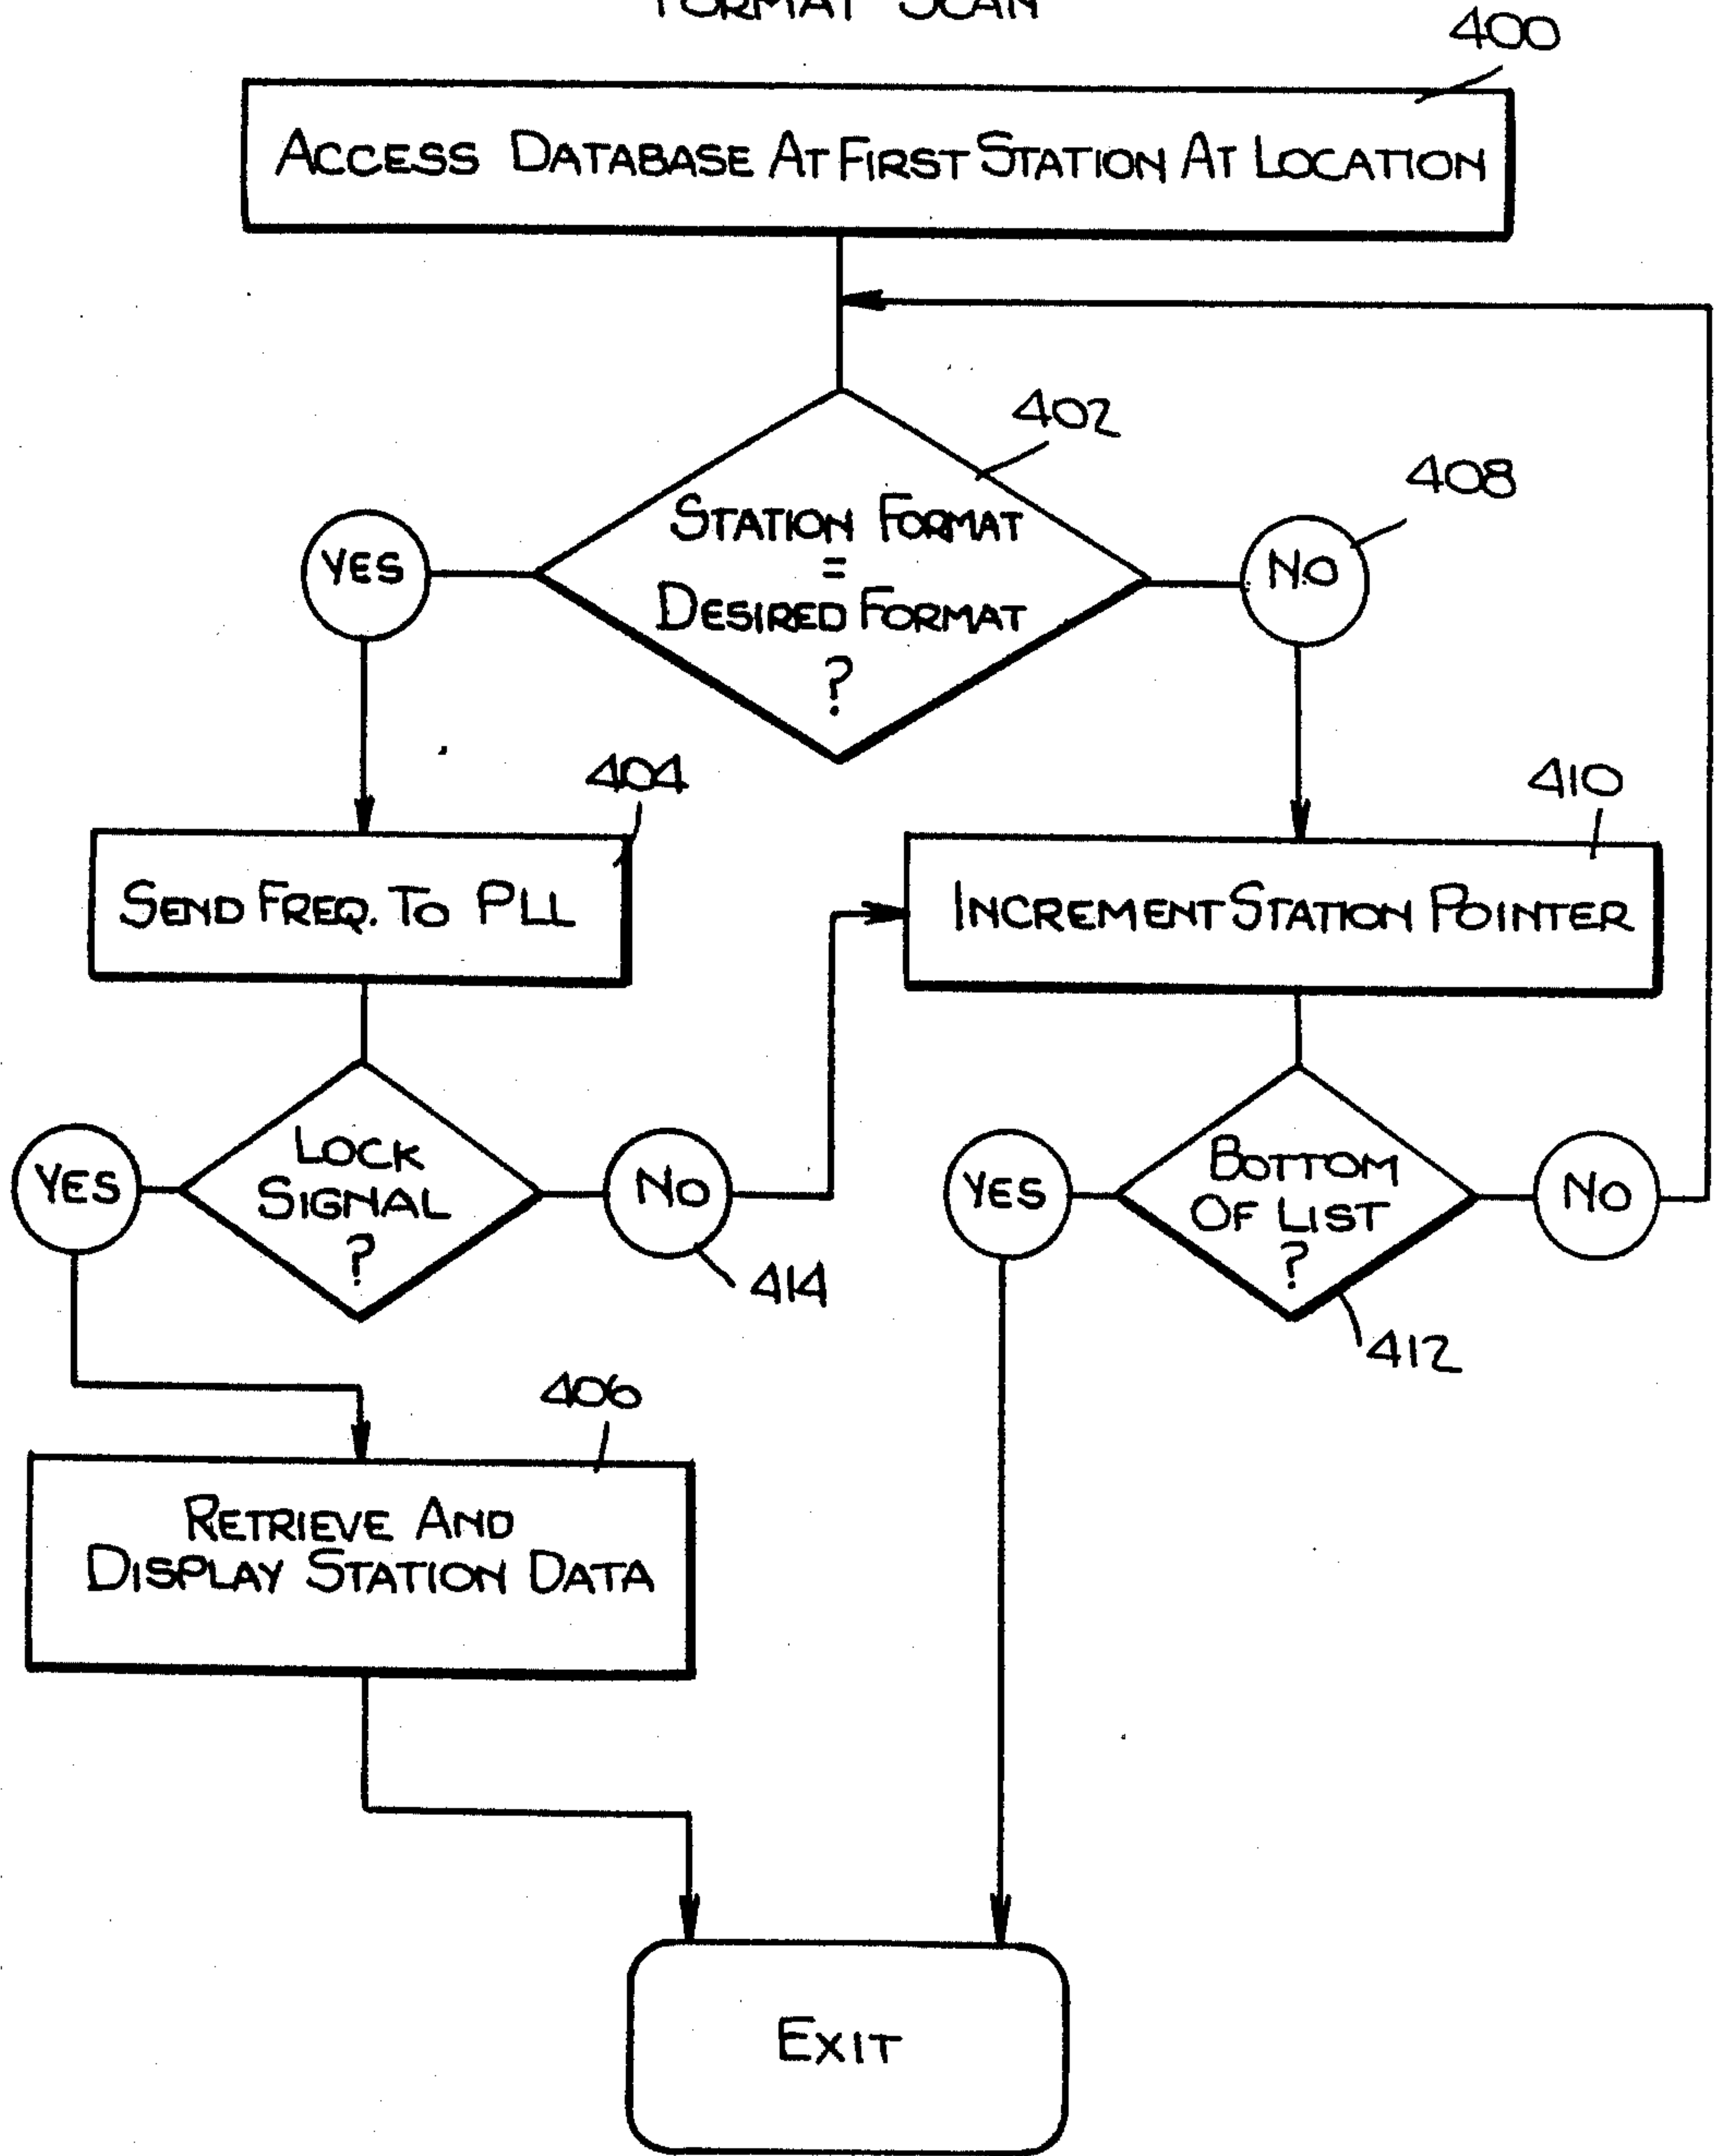 FORMAT SCAN
400
ACCESS DATABASE AT FIRST STATION AT LOCATION
402
408
STATION FORMAT
=
DESIRED FORMAT
?
YES
NO
404
410
SEND FREQ. TO PLL
INCREMENT STATION POINTER
YES
LOCK
SIGNAL
?
NO
414
YES
BOTTOM
OF LIST
?
NO
412
406
RETRIEVE AND
DISPLAY STATION DATA
EXIT